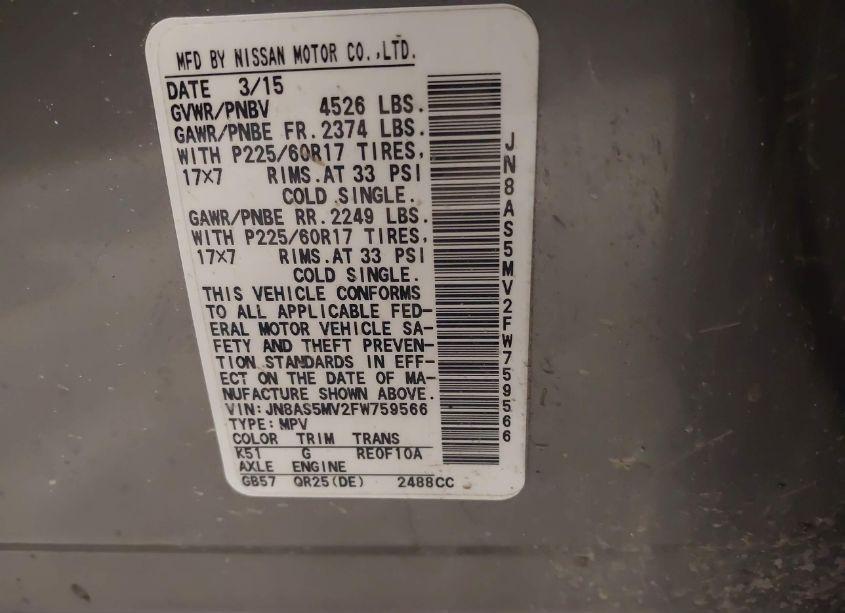 MFD BY NISSAN MOTOR CO.,LTD.
DATE 3/15
GVWR/PNBV 4526 LBS.
GAWR/PNBE FR. 2374 LBS.
WITH P225/60R17 TIRES,
17×7 RIMS.AT 33 PSI
COLD SINGLE.
GAWR/PNBE RR. 2249 LBS.
WITH P225/60R17 TIRES,
17×7 RIMS.AT 33 PSI
COLD SINGLE.
THIS VEHICLE CONFORMS
TO ALL APPLICABLE FED-
ERAL MOTOR VEHICLE SA-
FETY AND THEFT PREVEN-
TION STANDARDS IN EFF-
ECT ON THE DATE OF MA-
NUFACTURE SHOWN ABOVE.
VIN:JN8AS5MV2FW759566
TYPE:MPV
COLOR TRIM TRANS
K51 G RE0F10A
AXLE ENGINE
GB57 QR25(DE) 2488CC
JN8AS5MV2FW759566